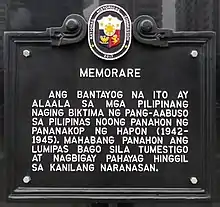 MEMORARE
ANG BANTAYOG NA ITO AY
ALAALA SA MGA PILIPINANG
NAGING BIKTIMA NG PANG-AABUSO
SA PILIPINAS NOONG PANAHON NG
PANANAKOP NG HAPON (1942-
1945). MAHABANG PANAHON ANG
LUMIPAS BAGO SILA TUMESTIGO
AT NAGBIGAY PAHAYAG HINGGIL
SA KANILANG NARANASAN.